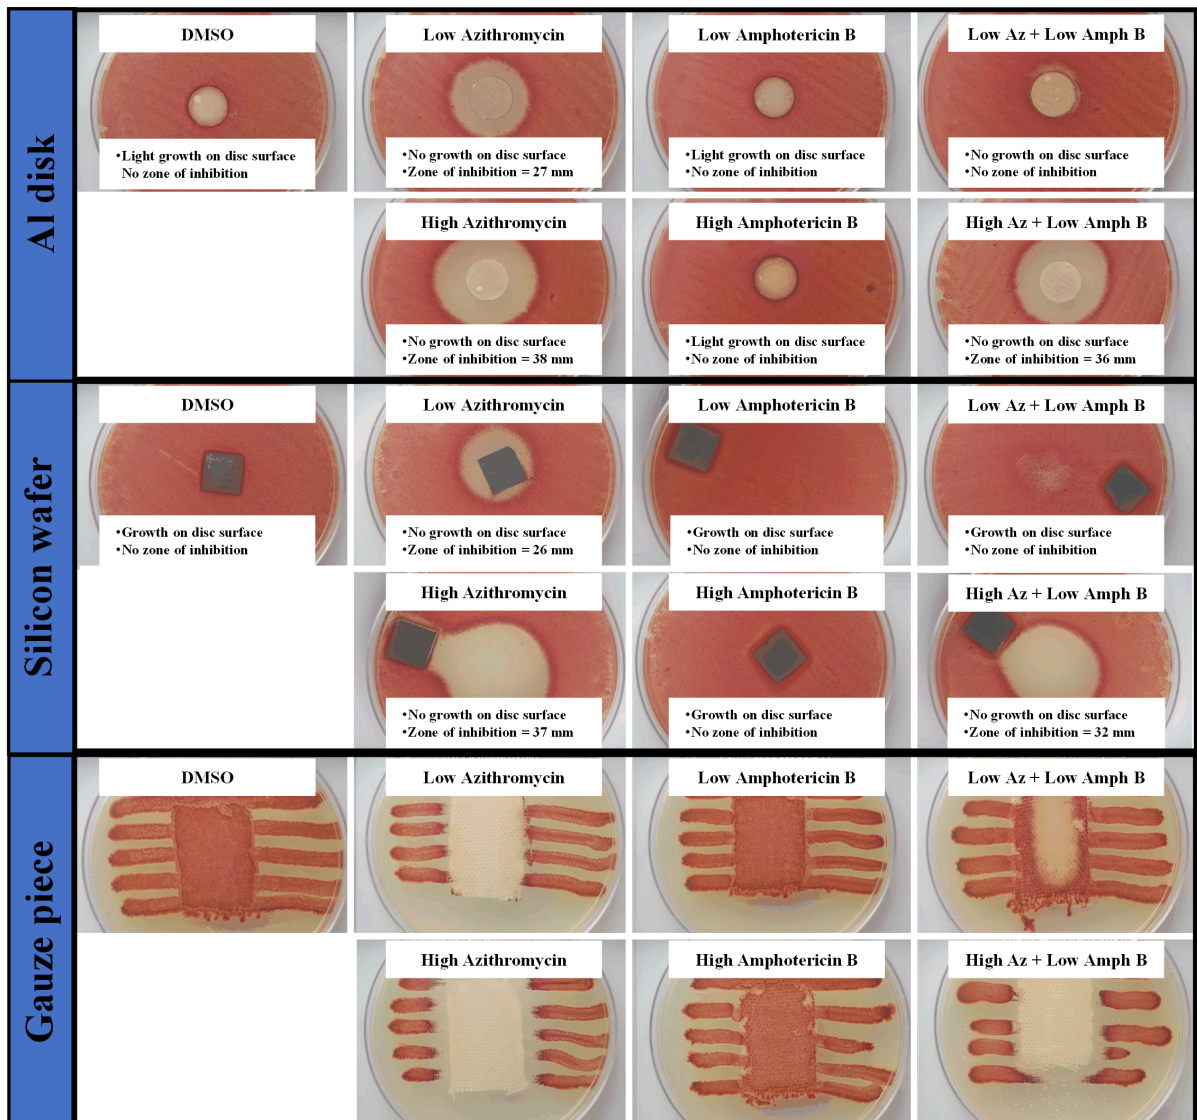 Al disk
DMSO
•Light growth on disc surface
No zone of inhibition
Low Azithromycin
•No growth on disc surface
•Zone of inhibition = 27 mm
Low Amphotericin B
•Light growth on disc surface
•No zone of inhibition
Low Az + Low Amph B
•No growth on disc surface
•No zone of inhibition
High Azithromycin
•No growth on disc surface
•Zone of inhibition = 38 mm
High Amphotericin B
•Light growth on disc surface
•No zone of inhibition
High Az + Low Amph B
•No growth on disc surface
•Zone of inhibition = 36 mm
Silicon wafer
DMSO
•Growth on disc surface
•No zone of inhibition
Low Azithromycin
•No growth on disc surface
•Zone of inhibition = 26 mm
Low Amphotericin B
•Growth on disc surface
•No zone of inhibition
Low Az + Low Amph B
•Growth on disc surface
•No zone of inhibition
High Azithromycin
•No growth on disc surface
•Zone of inhibition = 37 mm
High Amphotericin B
•Growth on disc surface
•No zone of inhibition
High Az + Low Amph B
•No growth on disc surface
•Zone of inhibition = 32 mm
Gauze piece
DMSO
Low Azithromycin
Low Amphotericin B
Low Az + Low Amph B
High Azithromycin
High Amphotericin B
High Az + Low Amph B